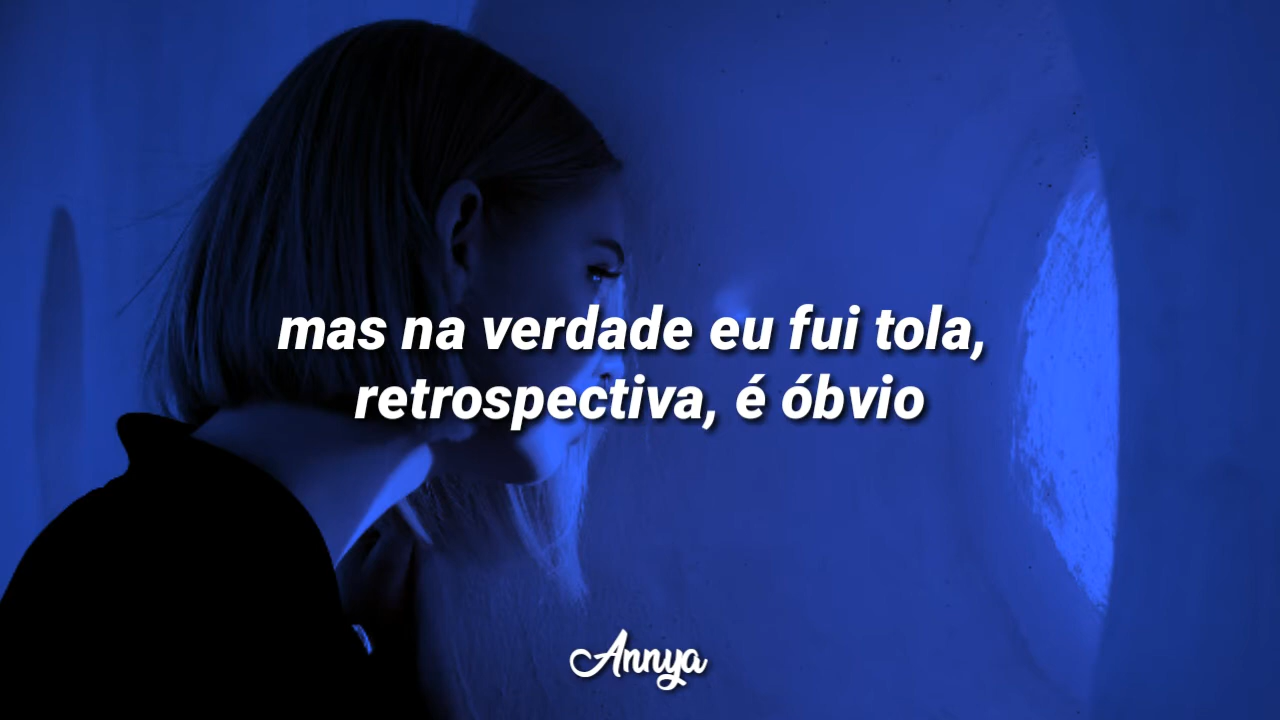 mas na verdade eu fui tola,
retrospectiva, é óbvio
Annya